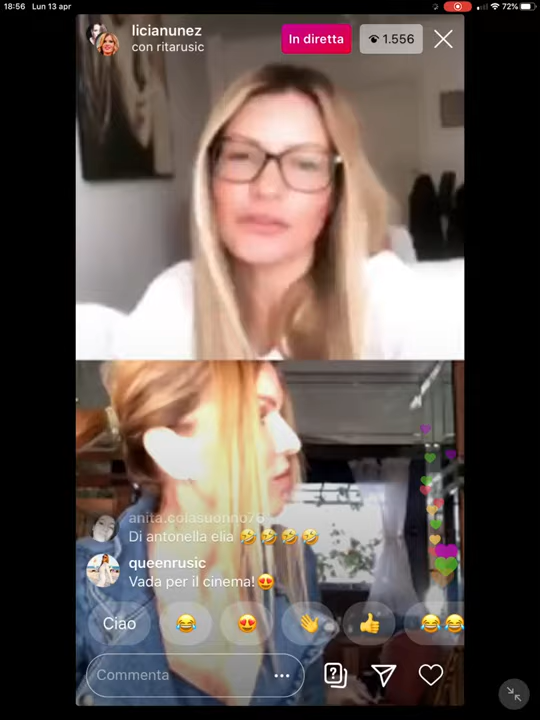 18:56 Lun 13 apr 72%
licianunez
con ritarusic
In diretta 1.556
anita.colasuonno76
Di antonella elia 🤣🤣🤣🤣
queenrusic
Vada per il cinema!😍
Ciao 😂 😍 👋 👍 😂😂
Commenta